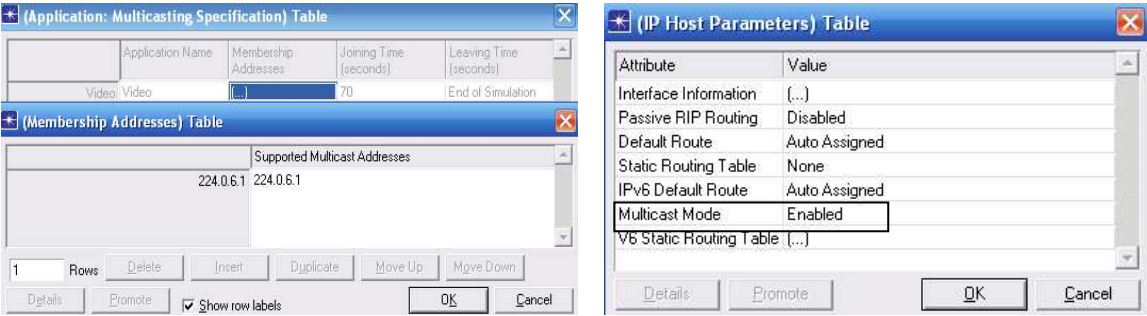 (Application: Multicasting Specification) Table
Application Name Membership Addresses Joining Time (seconds) Leaving Time (seconds)
Video Video (...) 70 End of Simulation
(Membership Addresses) Table
Supported Multicast Addresses
224.0.6.1 224.0.6.1
1 Rows Delete Insert Duplicate Move Up Move Down
Details Promote Show row labels OK Cancel
(IP Host Parameters) Table
Attribute Value
Interface Information (...)
Passive RIP Routing Disabled
Default Route Auto Assigned
Static Routing Table None
IPv6 Default Route Auto Assigned
Multicast Mode Enabled
V6 Static Routing Table (...)
Details Promote OK Cancel